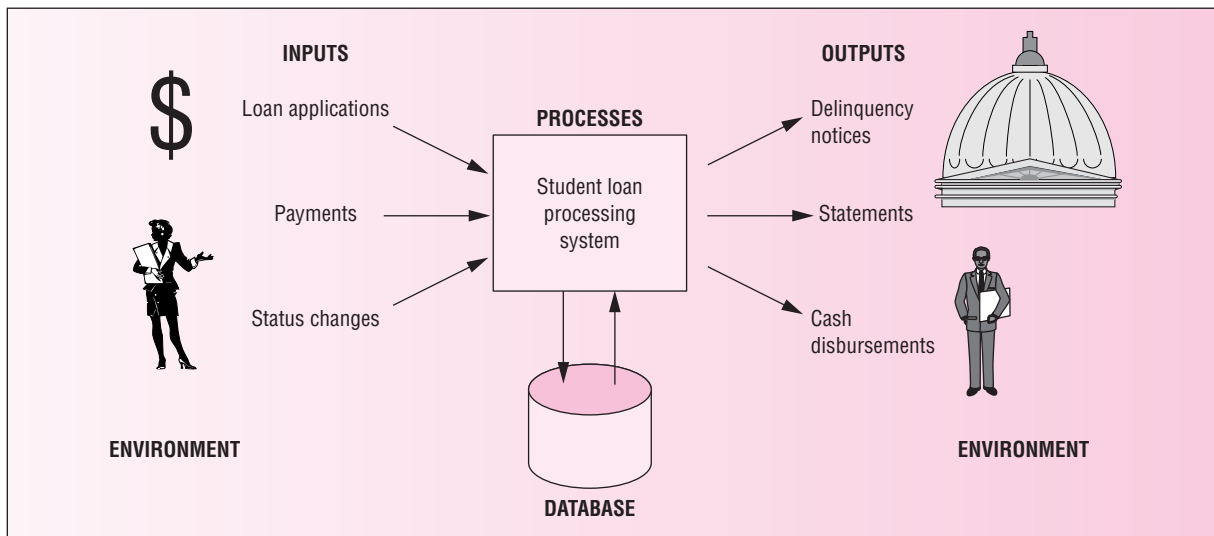 INPUTS
OUTPUTS
$
Loan applications
PROCESSES
Delinquency
notices
Student loan
processing
system
Payments
Statements
Status changes
Cash
disbursements
ENVIRONMENT
ENVIRONMENT
DATABASE